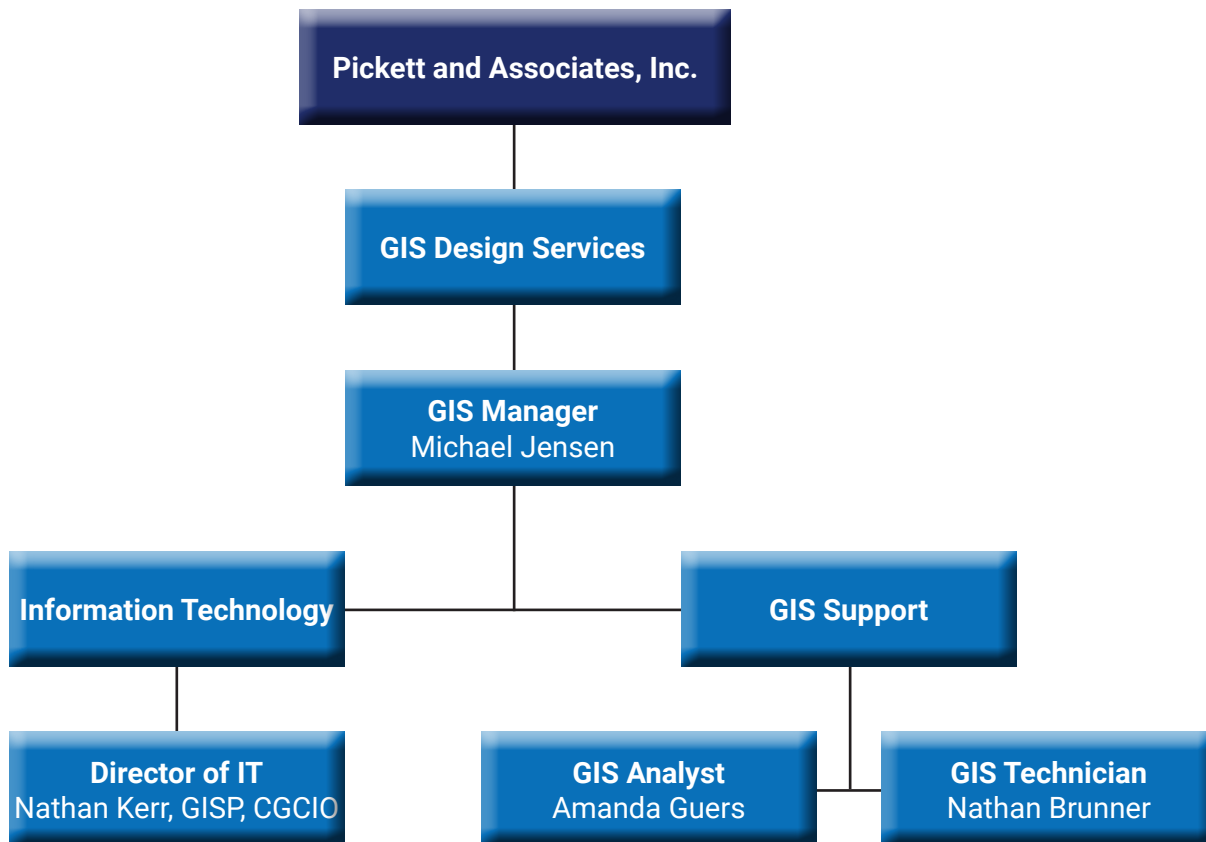 Pickett and Associates, Inc.
GIS Design Services
GIS Manager
Michael Jensen
Information Technology
GIS Support
Director of IT
Nathan Kerr, GISP, CGCIO
GIS Analyst
Amanda Guers
GIS Technician
Nathan Brunner